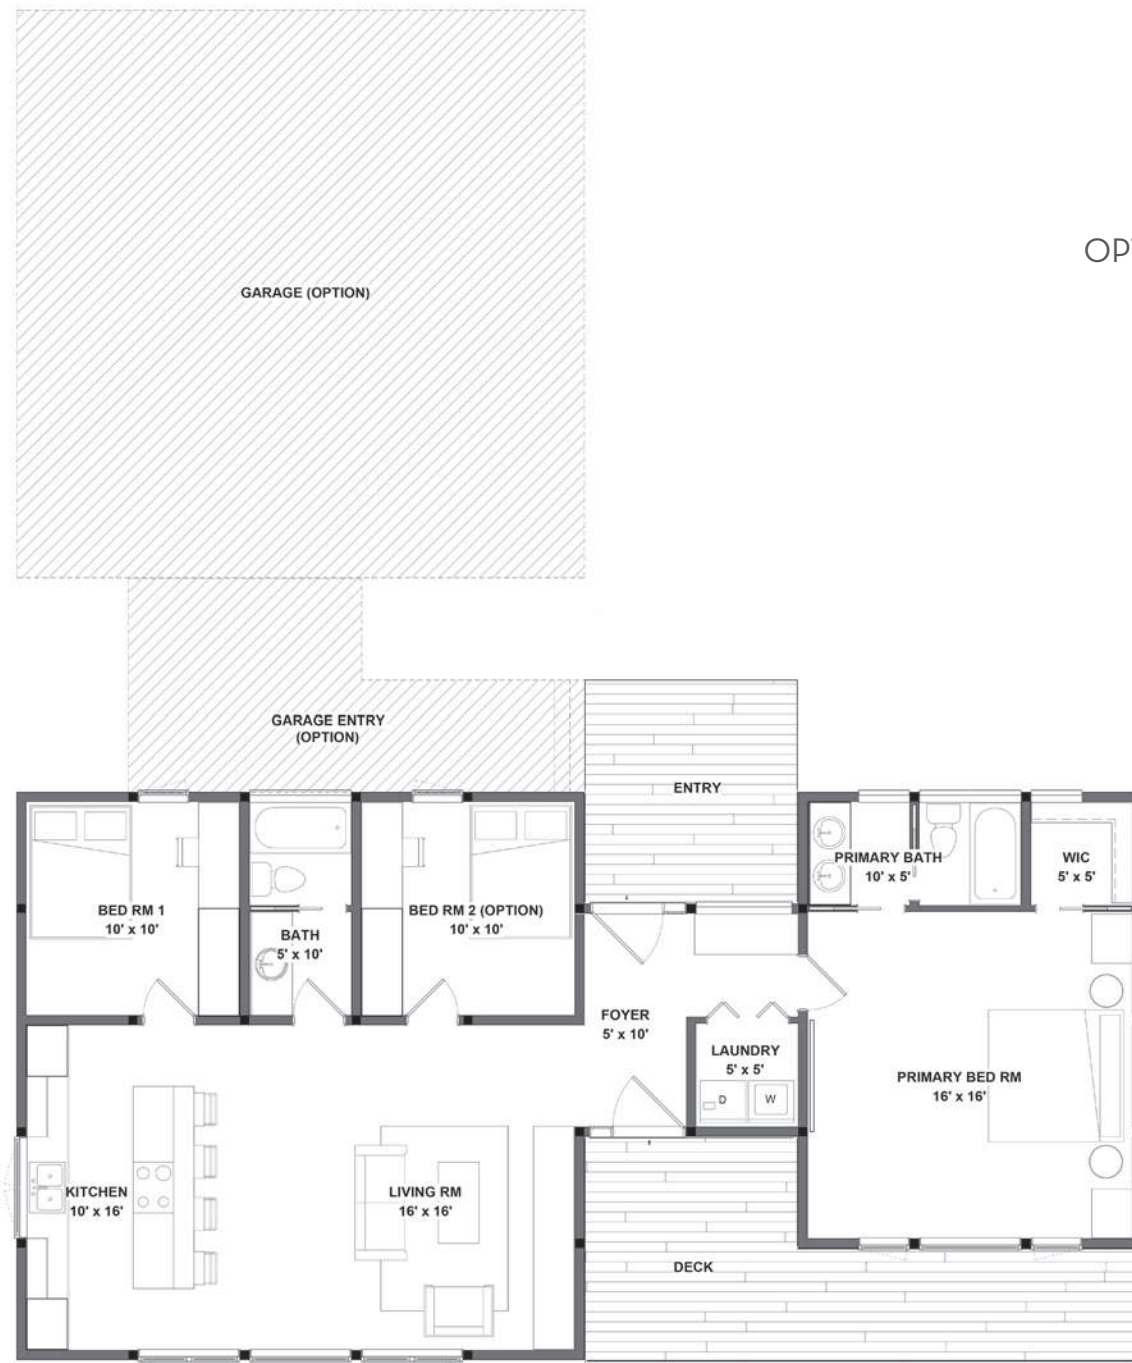 OPT
GARAGE (OPTION)
GARAGE ENTRY
(OPTION)
ENTRY
PRIMARY BATH
10' x 5'
WIC
5' x 5'
BED RM 1
10' x 10'
BATH
5' x 10'
BED RM 2 (OPTION)
10' x 10'
FOYER
5' x 10'
LAUNDRY
5' x 5'
D
W
PRIMARY BED RM
16' x 16'
KITCHEN
10' x 16'
LIVING RM
16' x 16'
DECK